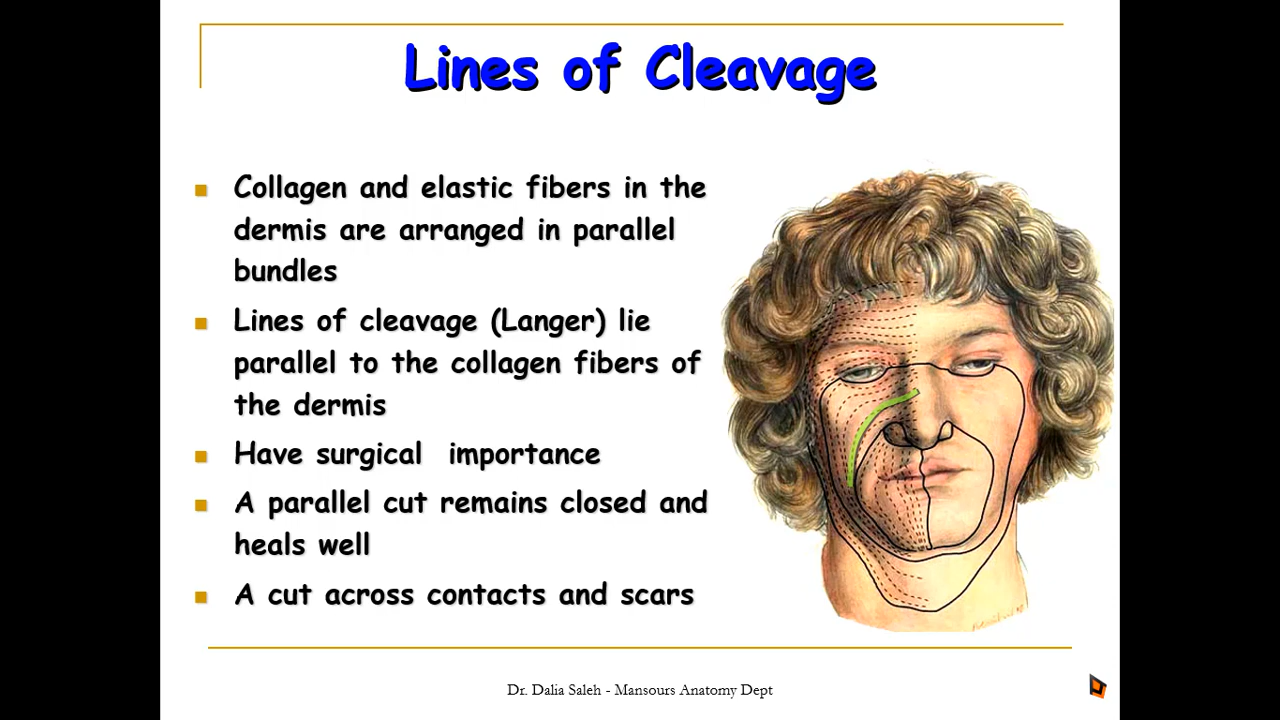 Lines of Cleavage
Collagen and elastic fibers in the
dermis are arranged in parallel
bundles
Lines of cleavage (Langer) lie
parallel to the collagen fibers of
the dermis
Have surgical importance
A parallel cut remains closed and
heals well
A cut across contacts and scars
Dr. Dalia Saleh - Mansours Anatomy Dept